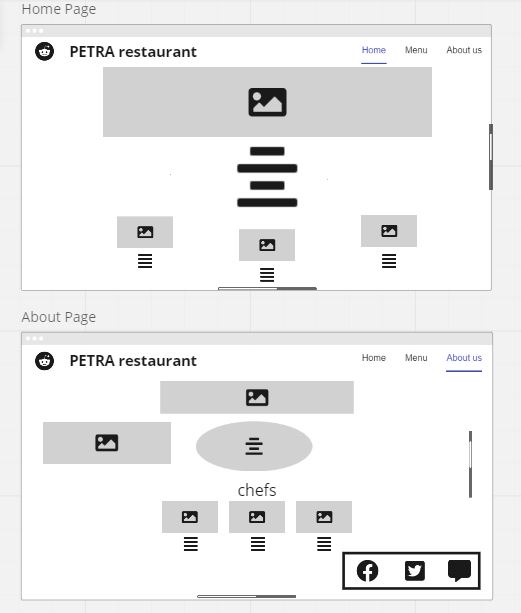 Home Page
PETRA restaurant
Home Menu About us
About Page
PETRA restaurant
Home Menu About us
chefs